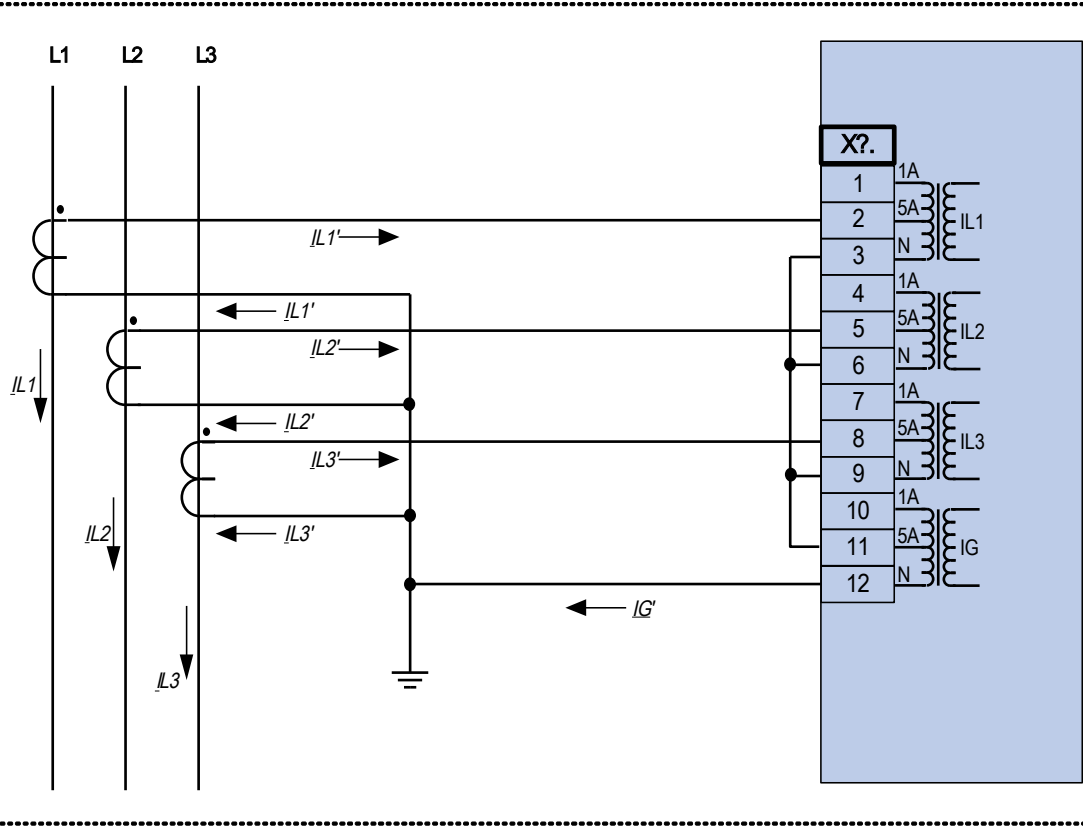 L1 L2 L3
X?.
1 1A
2 5A IL1
3 N
IL1'
4 1A
IL1'
5 5A IL2
IL2'
6 N
IL1
7 1A
IL2'
8 5A IL3
IL3'
9 N
10 1A
IL2
IL3'
11 5A IG
12 N
IG'
IL3